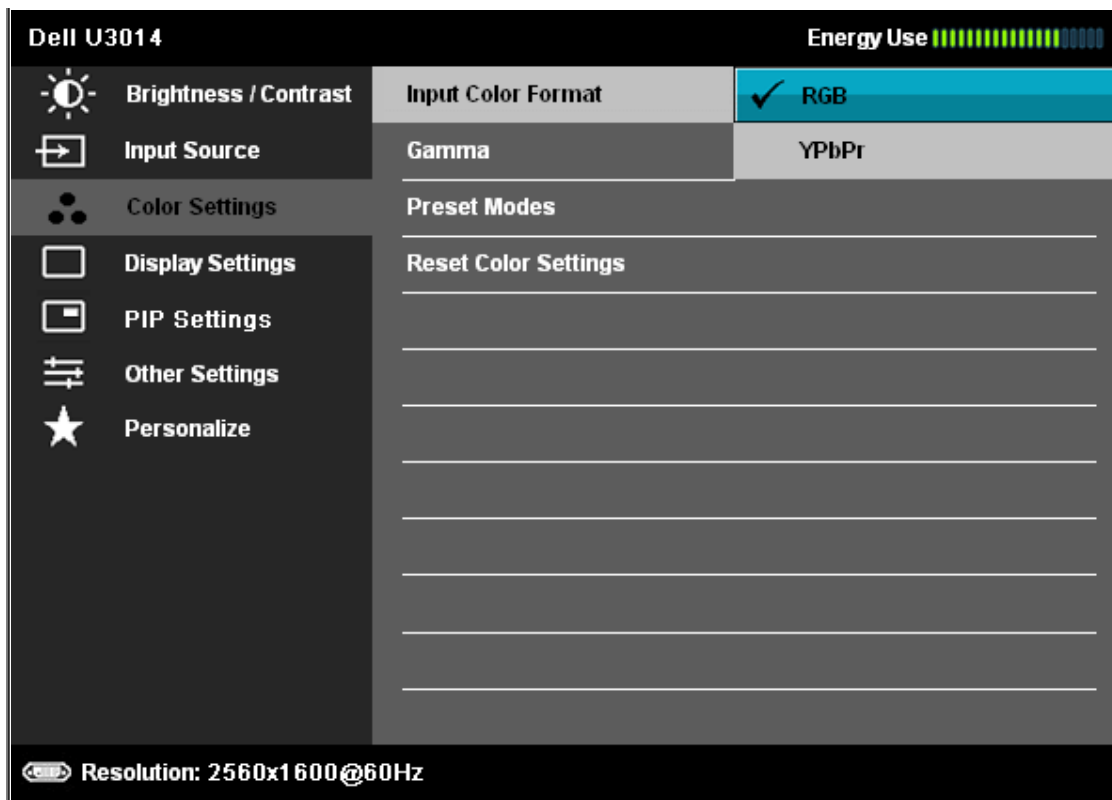 Dell U3014 Energy Use
Brightness / Contrast Input Color Format RGB
Input Source Gamma YPbPr
Color Settings Preset Modes
Display Settings Reset Color Settings
PIP Settings
Other Settings
Personalize
Resolution: 2560x1600@60Hz